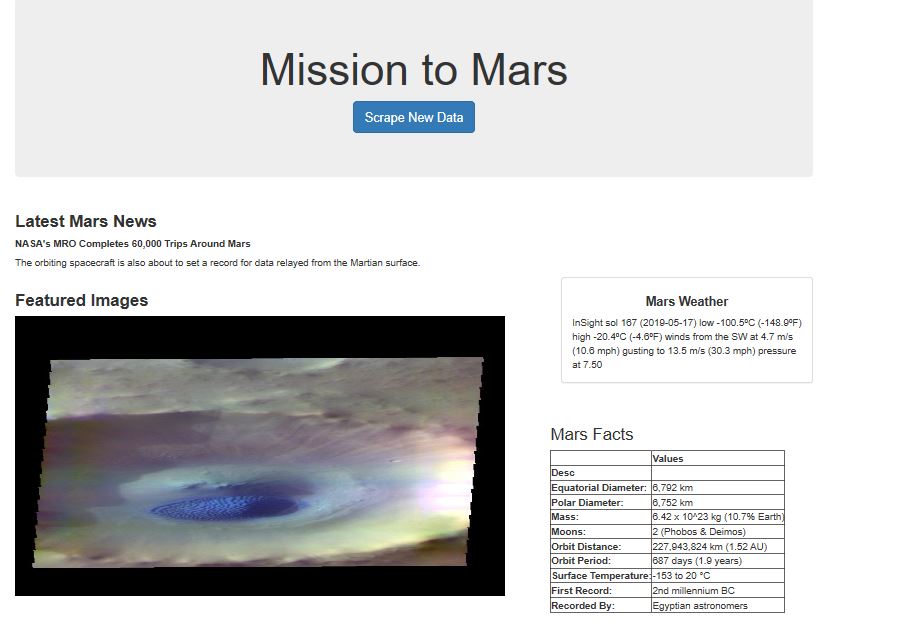 Mission to Mars
Scrape New Data
Latest Mars News
NASA's MRO Completes 60,000 Trips Around Mars
The orbiting spacecraft is also about to set a record for data relayed from the Martian surface.
Featured Images
Mars Weather
InSight sol 167 (2019-05-17) low -100.5ºC (-148.9ºF)
high -20.4ºC (-4.6ºF) winds from the SW at 4.7 m/s
(10.6 mph) gusting to 13.5 m/s (30.3 mph) pressure
at 7.50
Mars Facts
Values
Desc
Equatorial Diameter: 6,792 km
Polar Diameter: 6,752 km
Mass: 6.42 x 10^23 kg (10.7% Earth)
Moons: 2 (Phobos & Deimos)
Orbit Distance: 227,943,824 km (1.52 AU)
Orbit Period: 687 days (1.9 years)
Surface Temperature: -153 to 20 °C
First Record: 2nd millennium BC
Recorded By: Egyptian astronomers